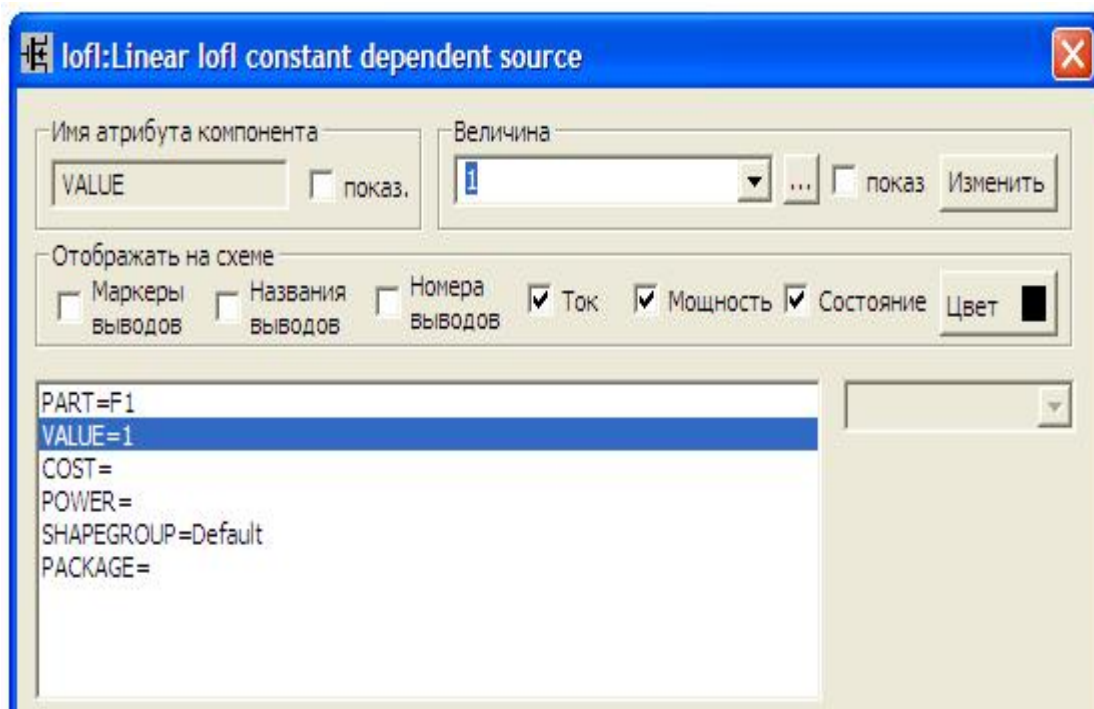 IofI:Linear IofI constant dependent source
Имя атрибута компонента
Величина
VALUE
показ.
1
...
показ
Изменить
Отображать на схеме
Маркеры
выводов
Названия
выводов
Номера
выводов
Ток
Мощность
Состояние
Цвет
PART=F1
VALUE=1
COST=
POWER=
SHAPEGROUP=Default
PACKAGE=